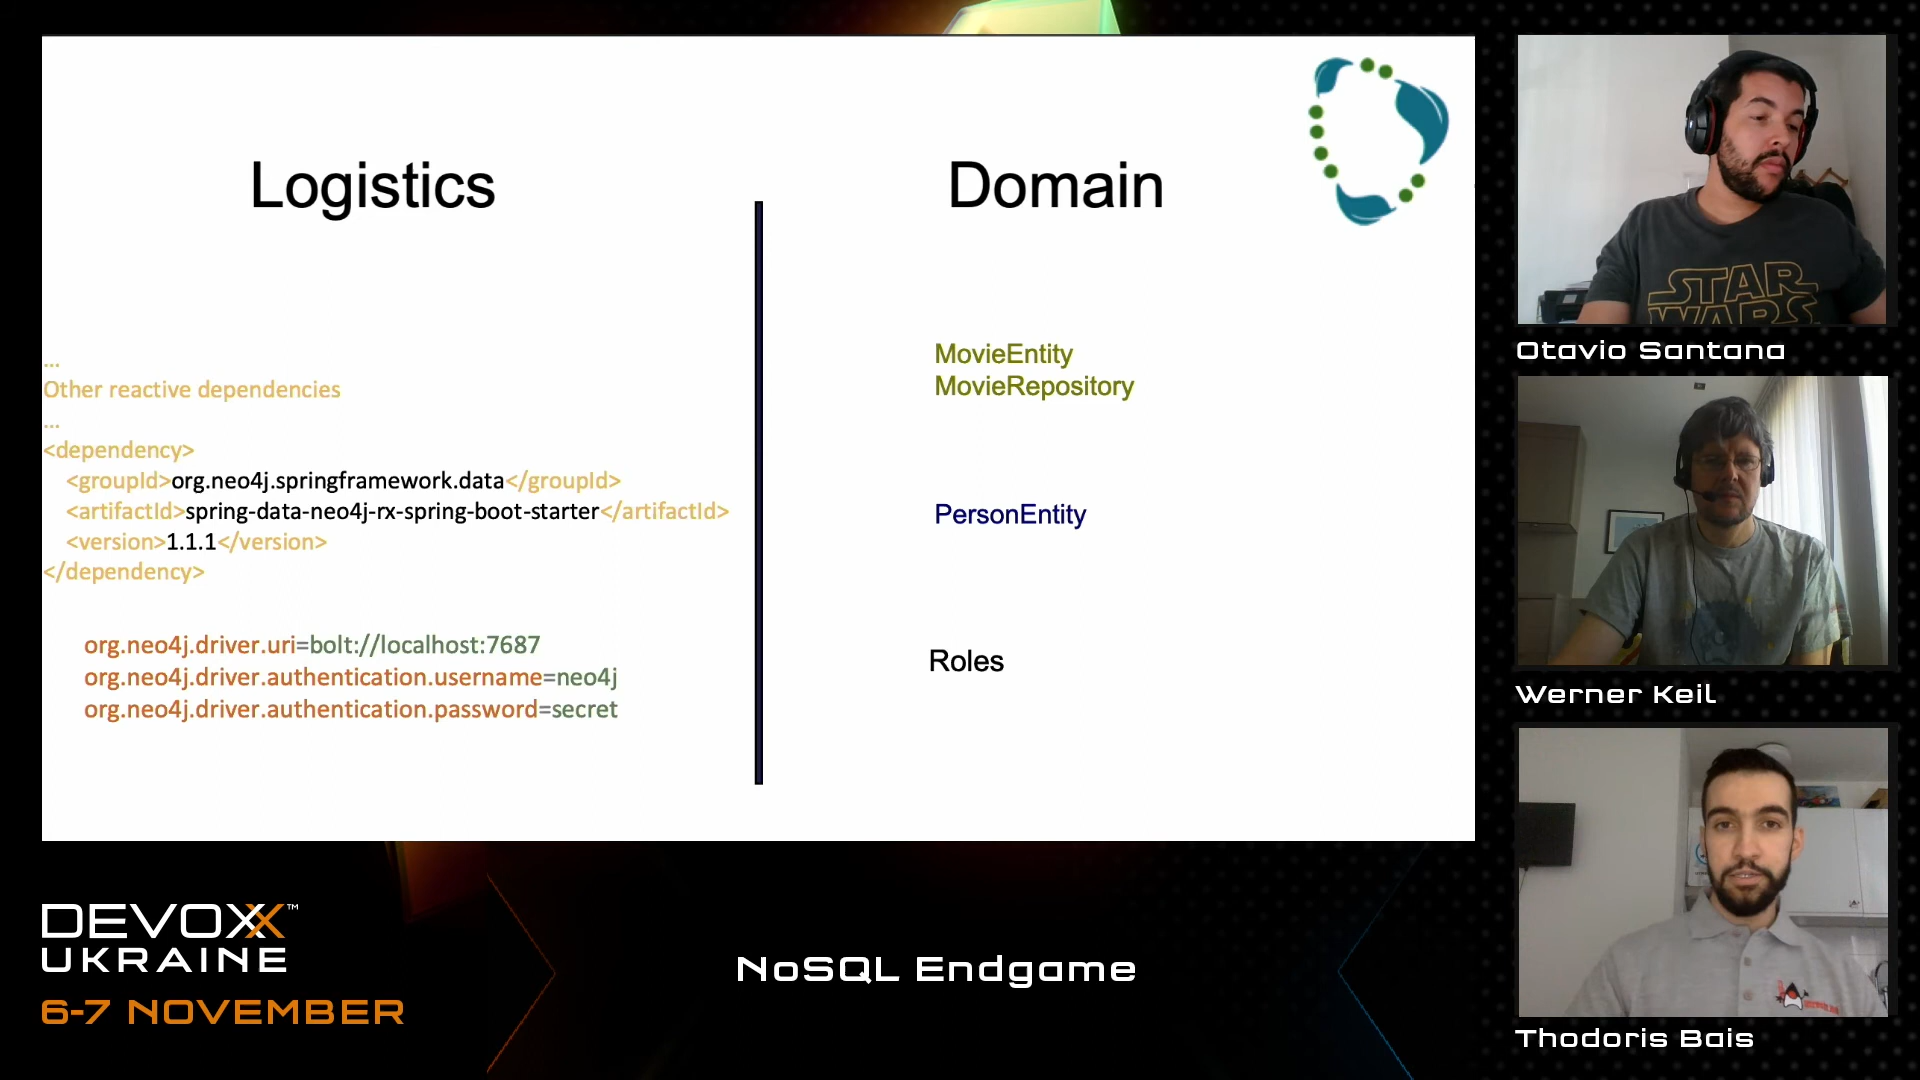 Logistics
...
Other reactive dependencies
...
<dependency>
<groupId>org.neo4j.springframework.data</groupId>
<artifactId>spring-data-neo4j-rx-spring-boot-starter</artifactId>
<version>1.1.1</version>
</dependency>
org.neo4j.driver.uri=bolt://localhost:7687
org.neo4j.driver.authentication.username=neo4j
org.neo4j.driver.authentication.password=secret
Domain
MovieEntity
MovieRepository
PersonEntity
Roles
STAR
WARS
Otavio Santana
Werner Keil
Thodoris Bais
DEVOXX™
UKRAINE
6-7 NOVEMBER
NoSQL Endgame